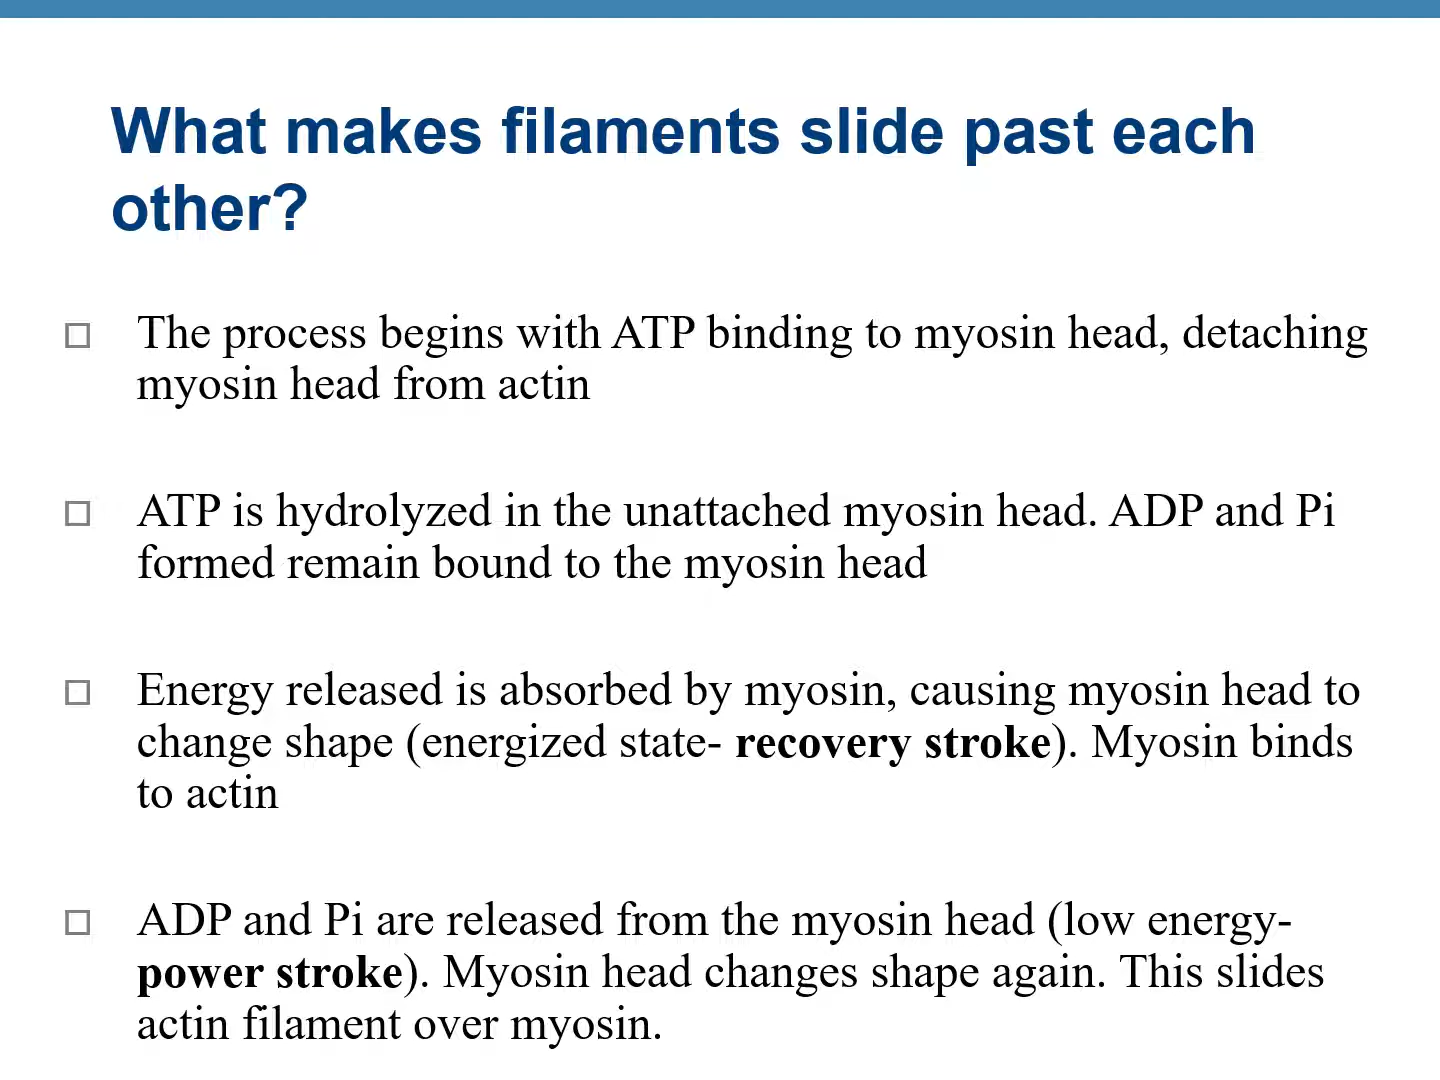 What makes filaments slide past each
other?
The process begins with ATP binding to myosin head, detaching
myosin head from actin
ATP is hydrolyzed in the unattached myosin head. ADP and Pi
formed remain bound to the myosin head
Energy released is absorbed by myosin, causing myosin head to
change shape (energized state- recovery stroke). Myosin binds
to actin
ADP and Pi are released from the myosin head (low energy-
power stroke). Myosin head changes shape again. This slides
actin filament over myosin.